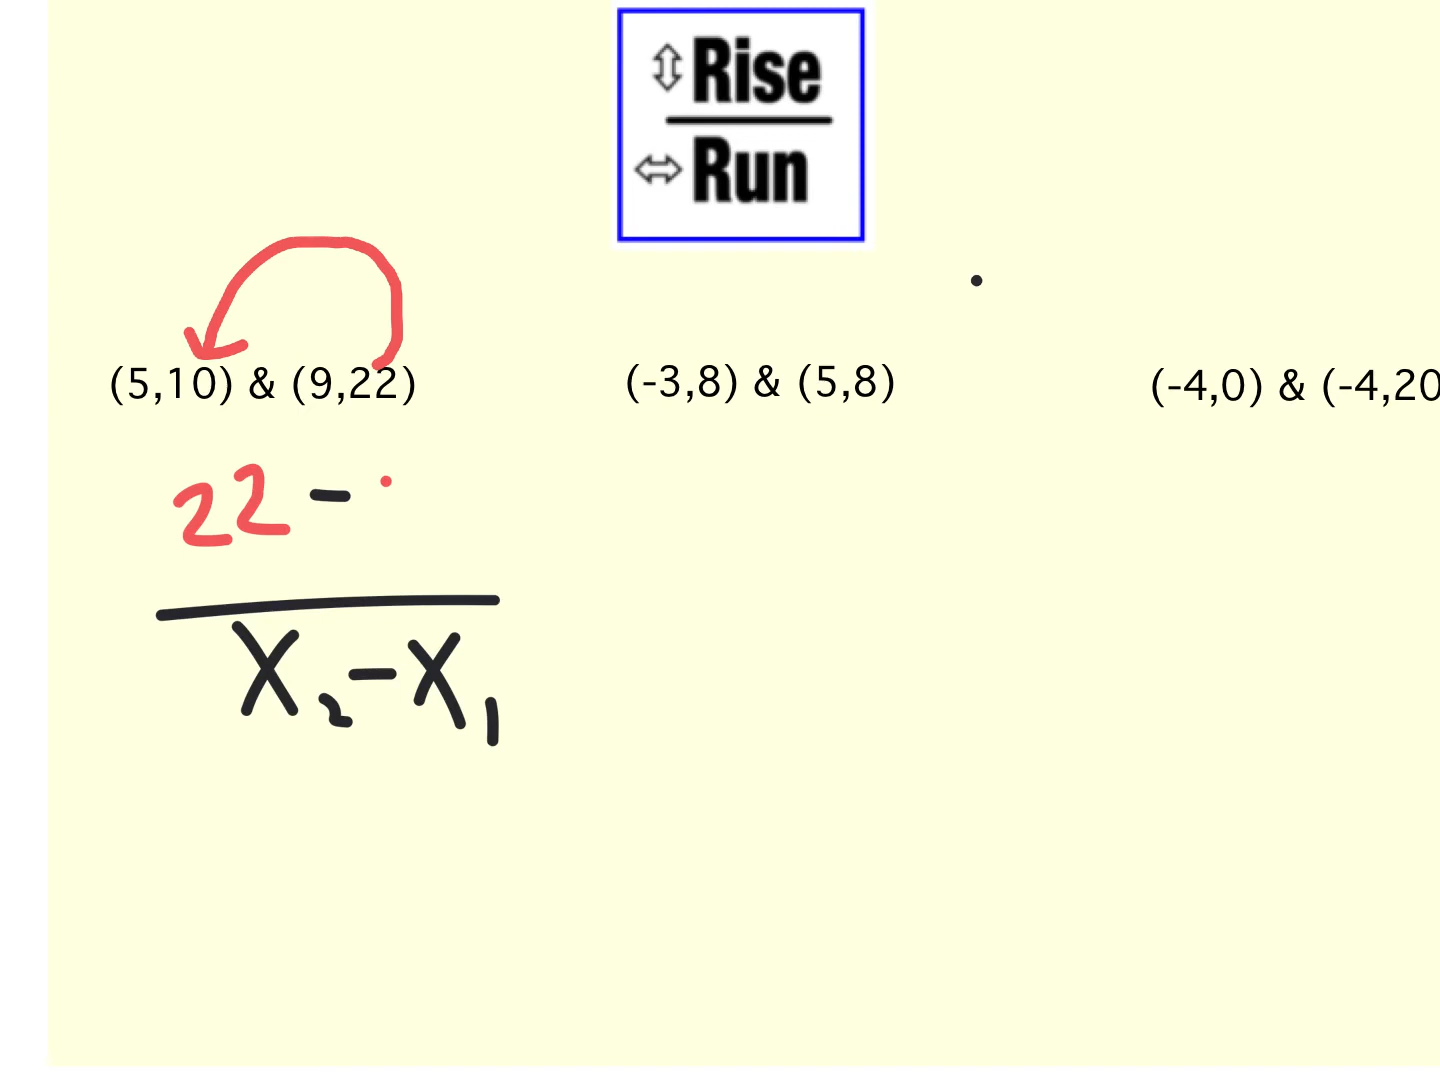 Rise
Run
(5,10) & (9,22)
(-3,8) & (5,8)
(-4,0) & (-4,20
22 -
X2-X1